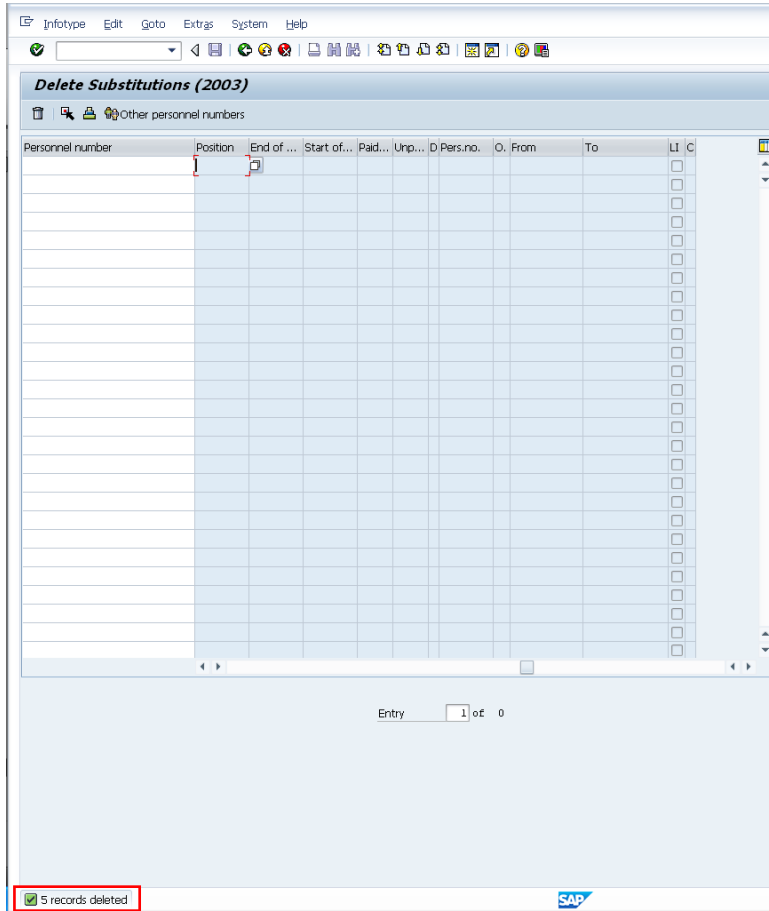 Infotype Edit Goto Extras System Help
Delete Substitutions (2003)
Other personnel numbers
Personnel number Position End of ... Start of... Paid... Unp... D Pers.no. O. From To LI C
Entry 1 of 0
5 records deleted
SAP